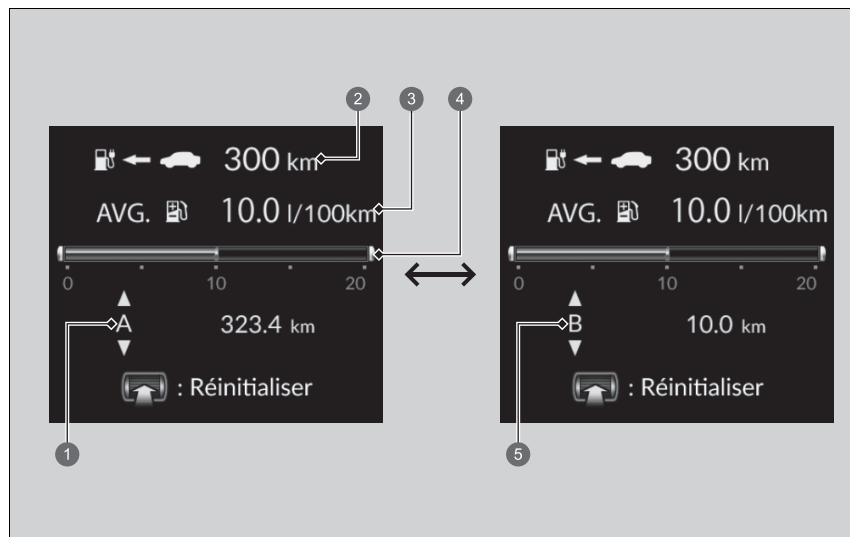 2 3 4
300 km
AVG. 10.0 l/100km
0 10 20
A 323.4 km
: Réinitialiser
1
300 km
AVG. 10.0 l/100km
0 10 20
B 10.0 km
: Réinitialiser
5